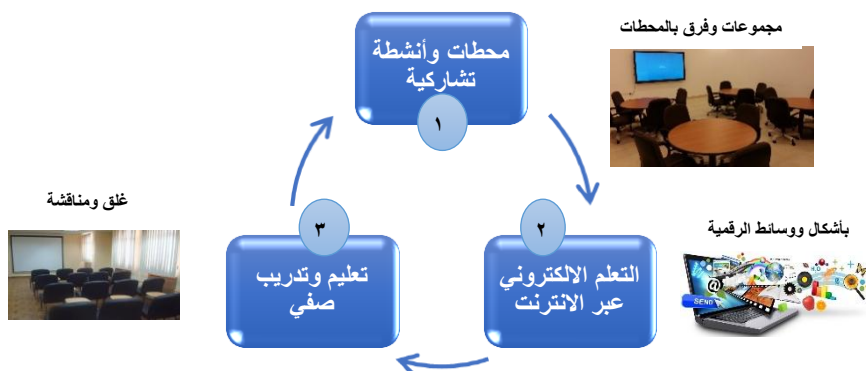 مجموعات وفرق بالمحطات
محطات وأنشطة
تشاركية
١
بأشكال ووسائط الرقمية
٢
التعلم الالكتروني
عبر الانترنت
@
SEND
غلق ومناقشة
٣
تعليم وتدريب
صفي